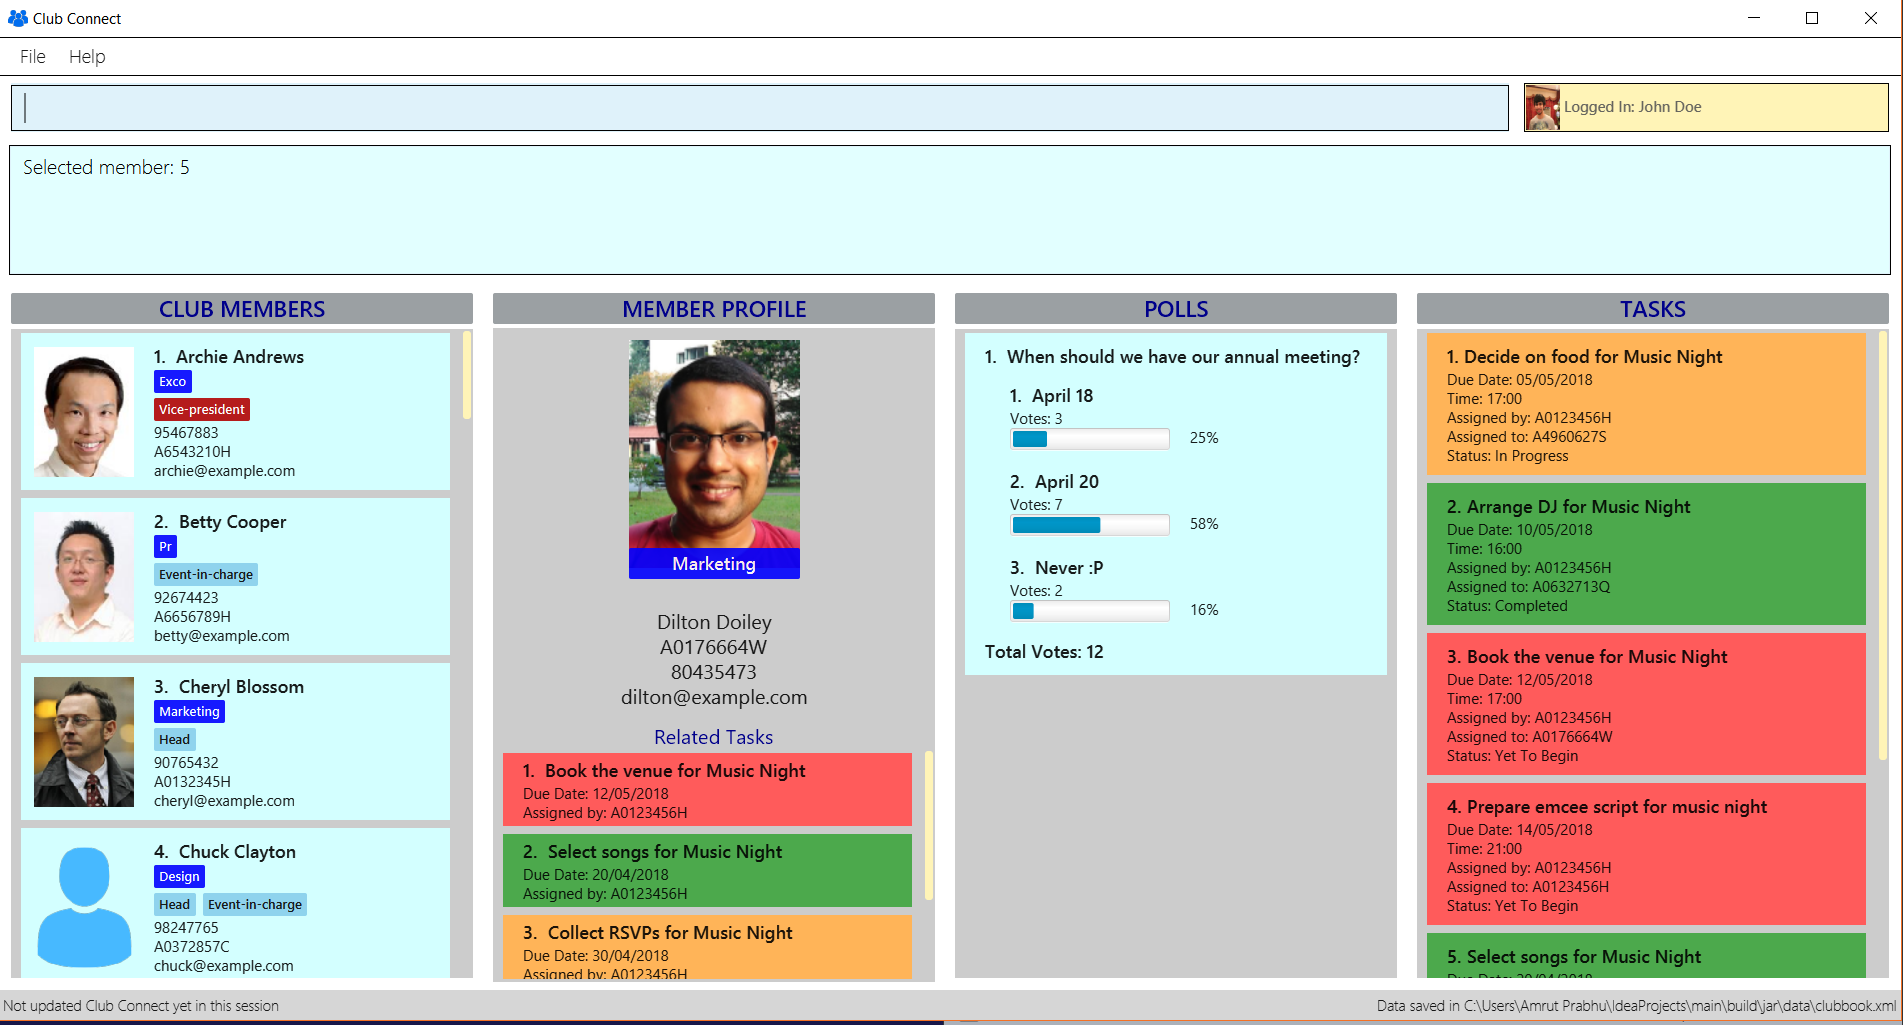 Club Connect
File Help
Logged In: John Doe
Selected member: 5
CLUB MEMBERS
1. Archie Andrews
Exco
Vice-president
95467883
A6543210H
archie@example.com
2. Betty Cooper
Pr
Event-in-charge
92674423
A6656789H
betty@example.com
3. Cheryl Blossom
Marketing
Head
90765432
A0132345H
cheryl@example.com
4. Chuck Clayton
Design
Head Event-in-charge
98247765
A0372857C
chuck@example.com
MEMBER PROFILE
Marketing
Dilton Doiley
A0176664W
80435473
dilton@example.com
Related Tasks
1. Book the venue for Music Night
Due Date: 12/05/2018
Assigned by: A0123456H
2. Select songs for Music Night
Due Date: 20/04/2018
Assigned by: A0123456H
3. Collect RSVPs for Music Night
Due Date: 30/04/2018
Assigned by: A0123456H
POLLS
1. When should we have our annual meeting?
1. April 18
Votes: 3
25%
2. April 20
Votes: 7
58%
3. Never :P
Votes: 2
16%
Total Votes: 12
TASKS
1. Decide on food for Music Night
Due Date: 05/05/2018
Time: 17:00
Assigned by: A0123456H
Assigned to: A4960627S
Status: In Progress
2. Arrange DJ for Music Night
Due Date: 10/05/2018
Time: 16:00
Assigned by: A0123456H
Assigned to: A0632713Q
Status: Completed
3. Book the venue for Music Night
Due Date: 12/05/2018
Time: 17:00
Assigned by: A0123456H
Assigned to: A0176664W
Status: Yet To Begin
4. Prepare emcee script for music night
Due Date: 14/05/2018
Time: 21:00
Assigned by: A0123456H
Assigned to: A0123456H
Status: Yet To Begin
5. Select songs for Music Night
Due Date: 20/04/2018
Not updated Club Connect yet in this session
Data saved in C:\Users\Amrut Prabhu\IdeaProjects\main\build\jar\data\clubbook.xml